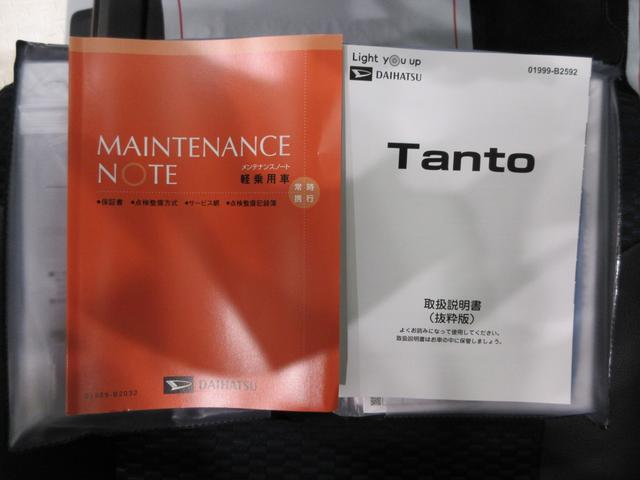 MAINTENANCE
NOTE
メンテナンスノート
軽乗用車
常時
携行
•保証書 •点検整備方式 •サービス網 •点検整備記録簿
DAIHATSU
01999-B2032
Light you up
DAIHATSU
01999-B2592
Tanto
取扱説明書
（抜粋版）
よくお読みになって使用してください。
取扱説明書はお車の中に保管しましょう。